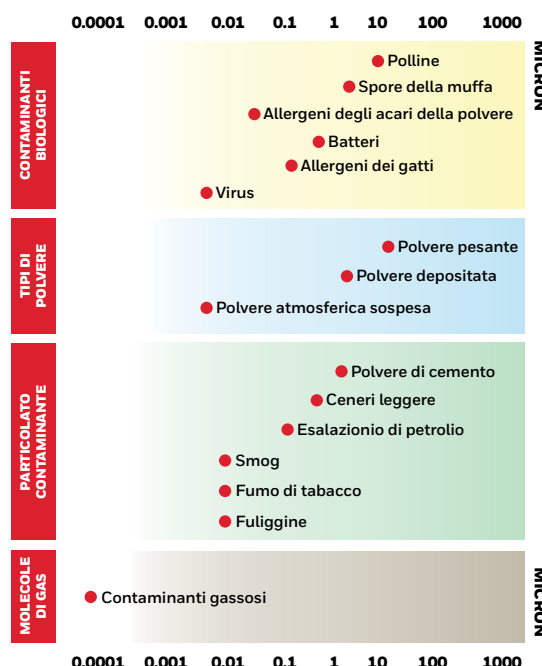 0.0001 0.001 0.01 0.1 1 10 100 1000
MICRON
CONTAMINANTI
BIOLOGICI
Polline
Spore della muffa
Allergeni degli acari della polvere
Batteri
Allergeni dei gatti
Virus
TIPI DI
POLVERE
Polvere pesante
Polvere depositata
Polvere atmosferica sospesa
PARTICOLATO
CONTAMINANTE
Polvere di cemento
Ceneri leggere
Esalazionio di petrolio
Smog
Fumo di tabacco
Fuliggine
MOLECOLE
DI GAS
Contaminanti gassosi
MICRON
0.0001 0.001 0.01 0.1 1 10 100 1000